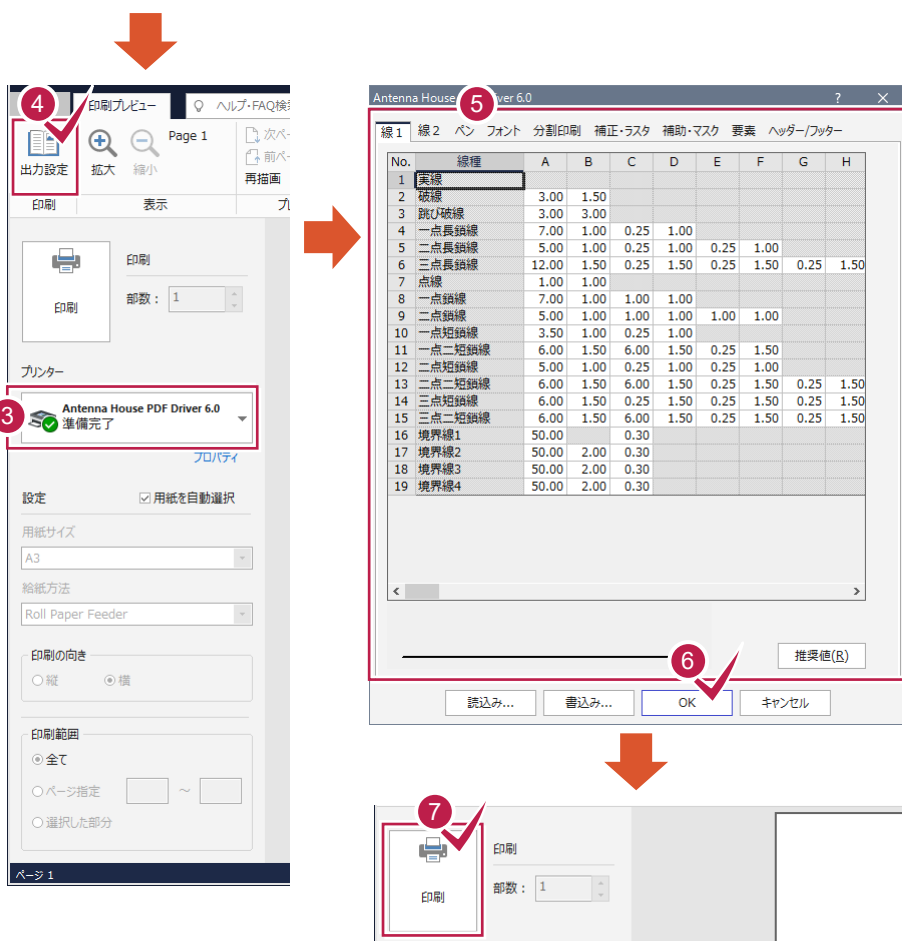 4
印刷プレビュー
ヘルプ・FAQ検
出力設定
拡大
縮小
Page 1
次ペ
前ペ
再描画
印刷
表示
プ
印刷
印刷
部数： 1
プリンター
3
Antenna House PDF Driver 6.0
準備完了
プロパティ
設定
用紙を自動選択
用紙サイズ
A3
給紙方法
Roll Paper Feeder
印刷の向き
縦 横
印刷範囲
全て
ページ指定 ～
選択した部分
ページ 1
Antenna House
5
ver 6.0 ? ×
線1 線2 ペン フォント 分割印刷 補正・ラスタ 補助・マスク 要素 ヘッダー/フッター
No. 線種 A B C D E F G H
1 実線
2 破線 3.00 1.50
3 跳び破線 3.00 3.00
4 一点長鎖線 7.00 1.00 0.25 1.00
5 二点長鎖線 5.00 1.00 0.25 1.00 0.25 1.00
6 三点長鎖線 12.00 1.50 0.25 1.50 0.25 1.50 0.25 1.50
7 点線 1.00 1.00
8 一点鎖線 7.00 1.00 1.00 1.00
9 二点鎖線 5.00 1.00 1.00 1.00 1.00 1.00
10 一点短鎖線 3.50 1.00 0.25 1.00
11 一点二短鎖線 6.00 1.50 6.00 1.50 0.25 1.50
12 二点短鎖線 5.00 1.00 0.25 1.00 0.25 1.00
13 二点二短鎖線 6.00 1.50 6.00 1.50 0.25 1.50 0.25 1.50
14 三点短鎖線 6.00 1.50 0.25 1.50 0.25 1.50 0.25 1.50
15 三点二短鎖線 6.00 1.50 6.00 1.50 0.25 1.50 0.25 1.50
16 境界線1 50.00 0.30
17 境界線2 50.00 2.00 0.30
18 境界線3 50.00 2.00 0.30
19 境界線4 50.00 2.00 0.30
推奨値(R)
6
読込み... 書込み... OK キャンセル
7
印刷
印刷
部数： 1